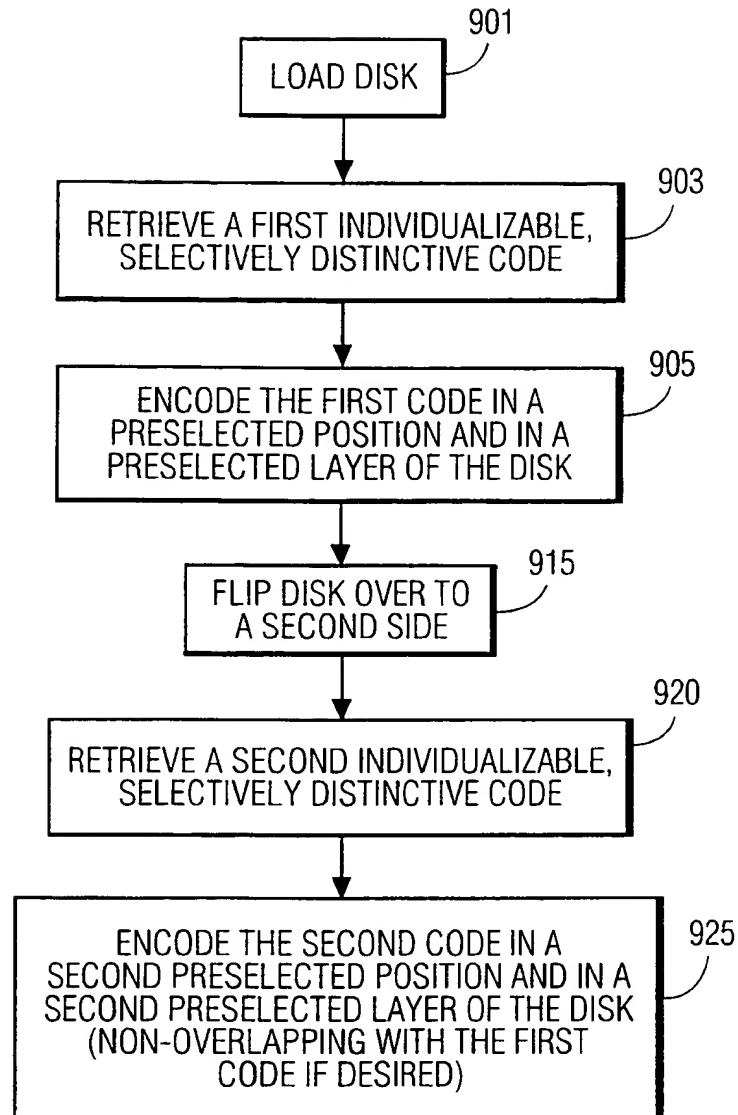 901
LOAD DISK
903
RETRIEVE A FIRST INDIVIDUALIZABLE,
SELECTIVELY DISTINCTIVE CODE
905
ENCODE THE FIRST CODE IN A
PRESELECTED POSITION AND IN A
PRESELECTED LAYER OF THE DISK
915
FLIP DISK OVER TO
A SECOND SIDE
920
RETRIEVE A SECOND INDIVIDUALIZABLE,
SELECTIVELY DISTINCTIVE CODE
925
ENCODE THE SECOND CODE IN A
SECOND PRESELECTED POSITION AND IN A
SECOND PRESELECTED LAYER OF THE DISK
(NON-OVERLAPPING WITH THE FIRST
CODE IF DESIRED)